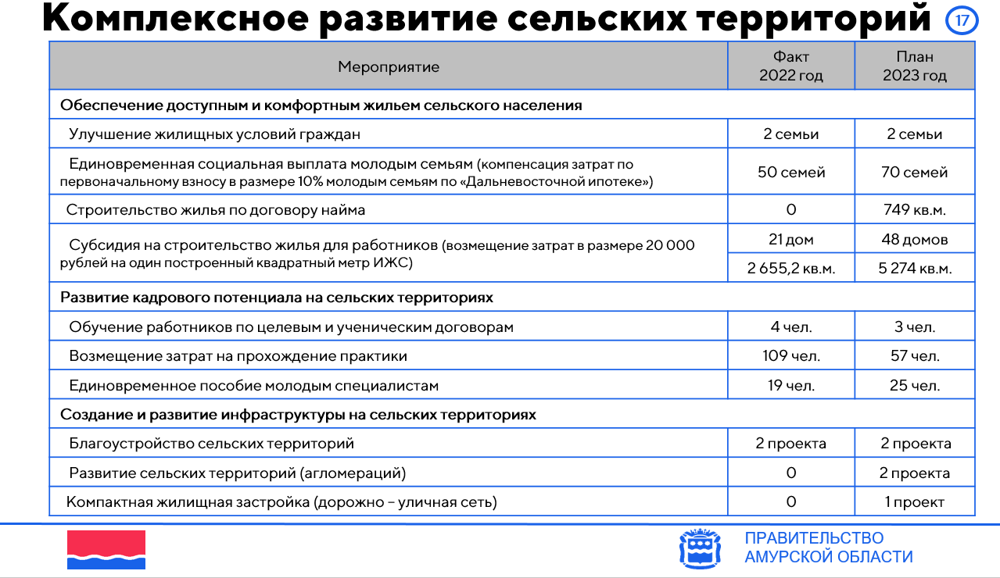 Комплексное развитие сельских территорий 17
Мероприятие
Факт
2022 год
План
2023 год
Обеспечение доступным и комфортным жильем сельского населения
Улучшение жилищных условий граждан 2 семьи 2 семьи
Единовременная социальная выплата молодым семьям (компенсация затрат по
первоначальному взносу в размере 10% молодым семьям по «Дальневосточной ипотеке»)
50 семей 70 семей
Строительство жилья по договору найма 0 749 кв.м.
Субсидия на строительство жилья для работников (возмещение затрат в размере 20 000
рублей на один построенный квадратный метр ИЖС)
21 дом 48 домов
2 655,2 кв.м. 5 274 кв.м.
Развитие кадрового потенциала на сельских территориях
Обучение работников по целевым и ученическим договорам 4 чел. 3 чел.
Возмещение затрат на прохождение практики 109 чел. 57 чел.
Единовременное пособие молодым специалистам 19 чел. 25 чел.
Создание и развитие инфраструктуры на сельских территориях
Благоустройство сельских территорий 2 проекта 2 проекта
Развитие сельских территорий (агломераций) 0 2 проекта
Компактная жилищная застройка (дорожно – уличная сеть) 0 1 проект
ПРАВИТЕЛЬСТВО
АМУРСКОЙ ОБЛАСТИ